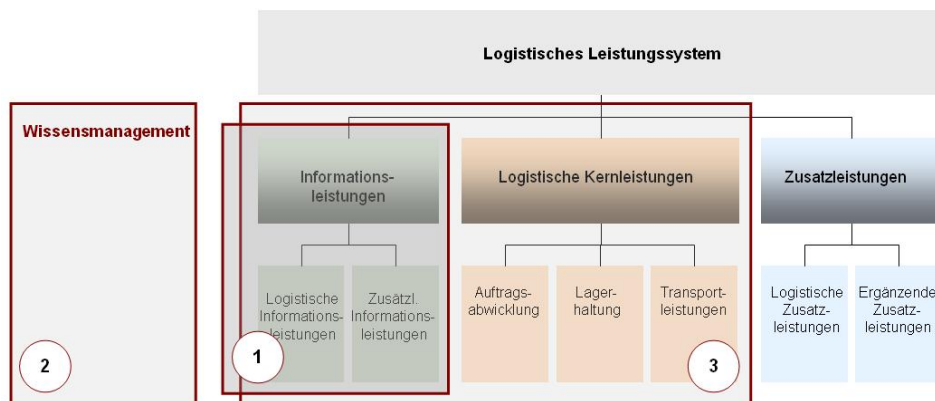 Logistisches Leistungssystem
Wissensmanagement
Informations-
leistungen
Logistische Kernleistungen
Zusatzleistungen
Logistische
Informations-
leistungen
Zusätzl.
Informations-
leistungen
Auftrags-
abwicklung
Lager-
haltung
Transport-
leistungen
Logistische
Zusatz-
leistungen
Ergänzende
Zusatz-
leistungen
2
1
3